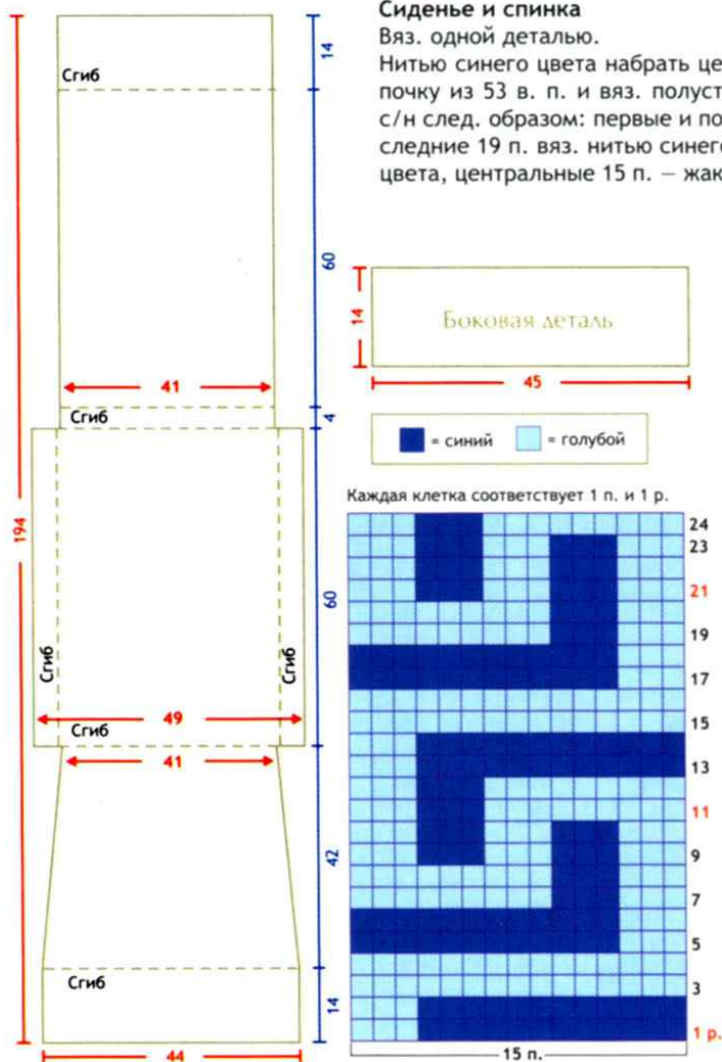 Сиденье и спинка
Вяз. одной деталью.
Нитью синего цвета набрать це
почку из 53 в. п. и вяз. полуст
с/н след. образом: первые и по
следние 19 п. вяз. нитью синего
цвета, центральные 15 п. — жак
14
Сгиб
60
41
Сгиб
4
194
60
Сгиб
Сгиб
49
Сгиб
41
42
Сгиб
14
44
14
Боковая деталь
45
= синий
= голубой
Каждая клетка соответствует 1 п. и 1 р.
24
23
21
19
17
15
13
11
9
7
5
3
1 р.
15 п.